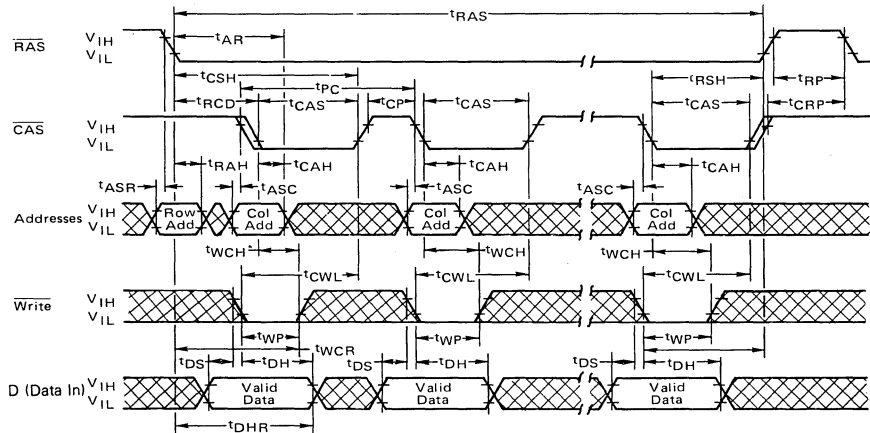 tRAS
tAR
RAS VIH
VIL
tCSH
tPC
tRSH
tRP
tRCD tCAS tCP tCAS tCAS tCRP
CAS VIH
VIL
tRAH tCAH tCAH tCAH
tASR tASC tASC tASC
Addresses VIH
VIL
Row Add
Col Add
Col Add
Col Add
tWCH tWCH tWCH
tCWL tCWL tCWL
Write VIH
VIL
tWP tWP tWP
tWCR
tDS tDH tDS tDH tDS tDH
D (Data In) VIH
VIL
Valid Data
Valid Data
Valid Data
tDHR